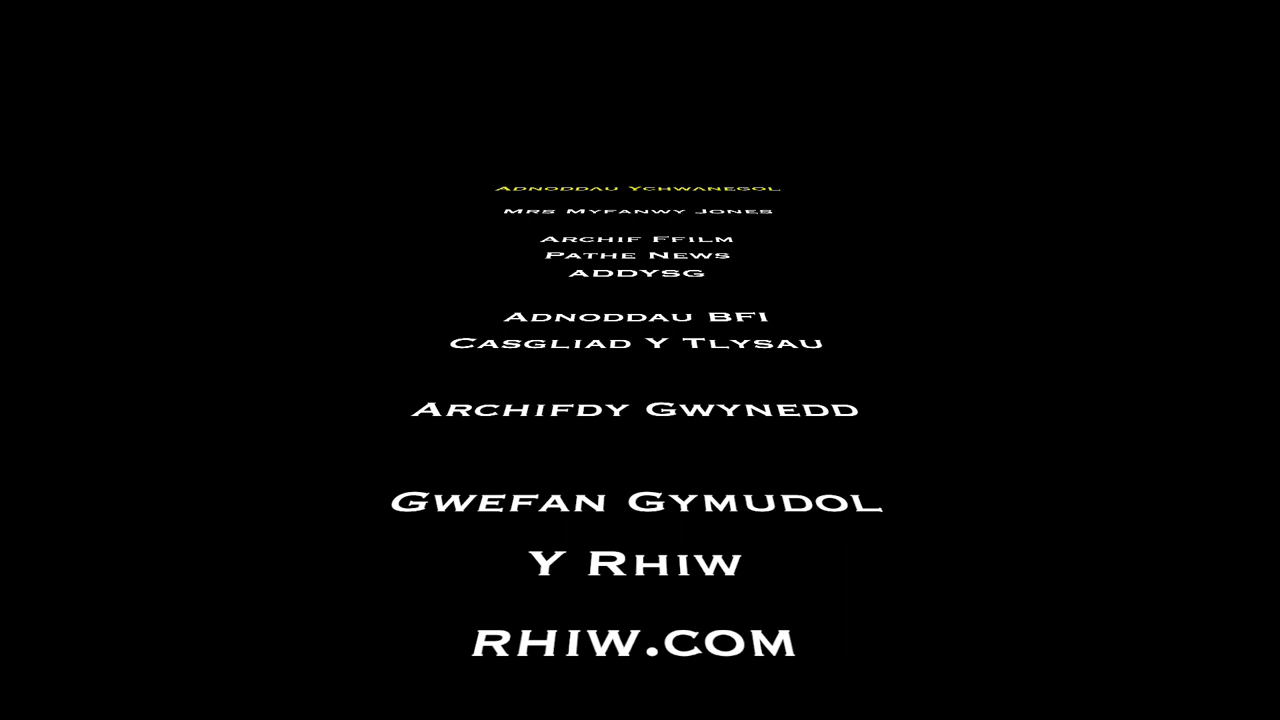 Adnoddau Ychwanegol
Mrs Myfanwy Jones
Archif Ffilm
Pathe News
ADDYSG
Adnoddau BFI
Casgliad Y Tlysau
Archifdy Gwynedd
Gwefan Gymudol
Y Rhiw
rhiw.com